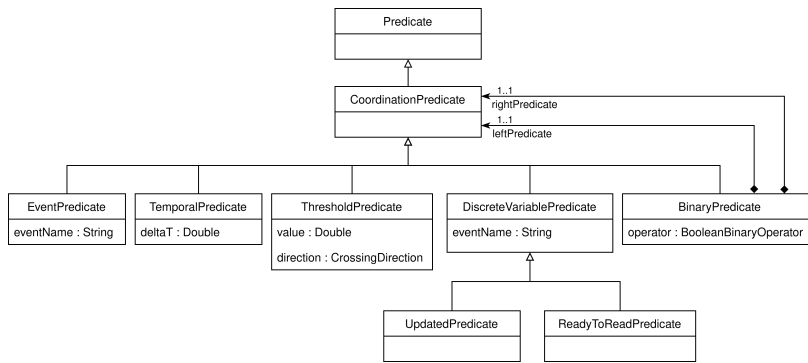 Predicate
CoordinationPredicate
1..1
rightPredicate
1..1
leftPredicate
EventPredicate
eventName : String
TemporalPredicate
deltaT : Double
ThresholdPredicate
value : Double
direction : CrossingDirection
DiscreteVariablePredicate
eventName : String
BinaryPredicate
operator : BooleanBinaryOperator
UpdatedPredicate
ReadyToReadPredicate